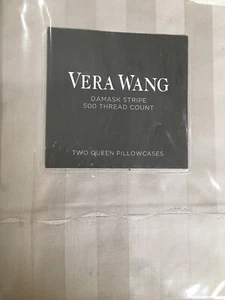 VERA WANG
DAMASK STRIPE
500 THREAD COUNT
TWO QUEEN PILLOWCASES